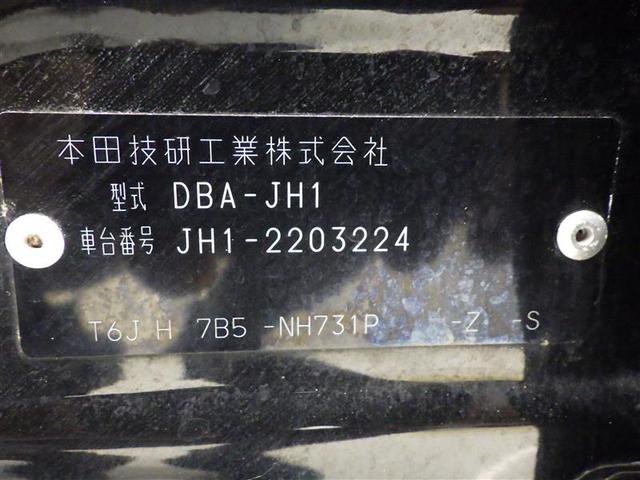 本田技研工業株式会社
型式 DBA-JH1
車台番号 JH1-2203224
T6J H 7B5 -NH731P -Z -S